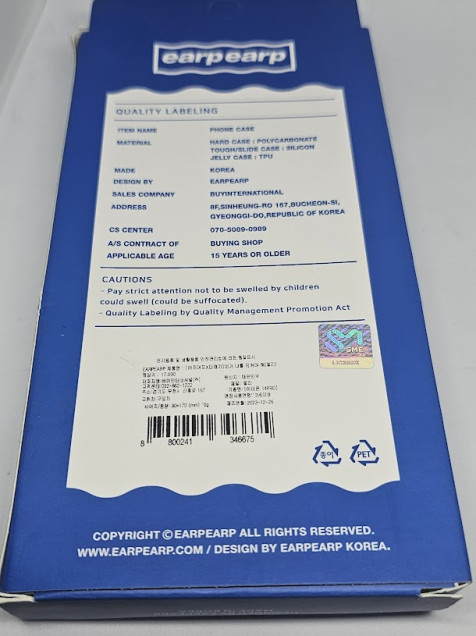 earpearp
QUALITY LABELING
ITEM NAME PHONE CASE
MATERIAL HARD CASE : POLYCARBONATE
TOUGH/SLIDE CASE : SILICON
JELLY CASE : TPU
MADE KOREA
DESIGN BY EARPEARP
SALES COMPANY BUYINTERNATIONAL
ADDRESS 8F,SINHEUNG-RO 167,BUCHEON-SI,
GYEONGGI-DO,REPUBLIC OF KOREA
CS CENTER 070-5009-0989
A/S CONTRACT OF BUYING SHOP
APPLICABLE AGE 15 YEARS OR OLDER
CAUTIONS
- Pay strict attention not to be swelled by children
could swell (could be suffocated).
- Quality Labeling by Quality Management Promotion Act
SME
8 800241 346675
종이
PET
COPYRIGHT © EARPEARP ALL RIGHTS RESERVED.
WWW.EARPEARP.COM / DESIGN BY EARPEARP KOREA.